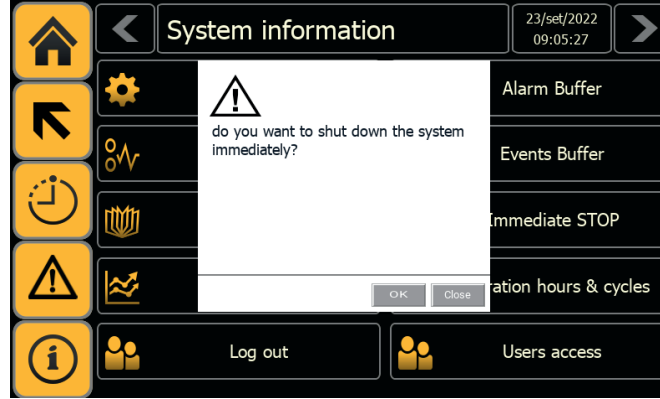 System information
23/set/2022
09:05:27
Alarm Buffer
do you want to shut down the system
immediately?
Events Buffer
Immediate STOP
ration hours & cycles
OK
Close
Log out
Users access